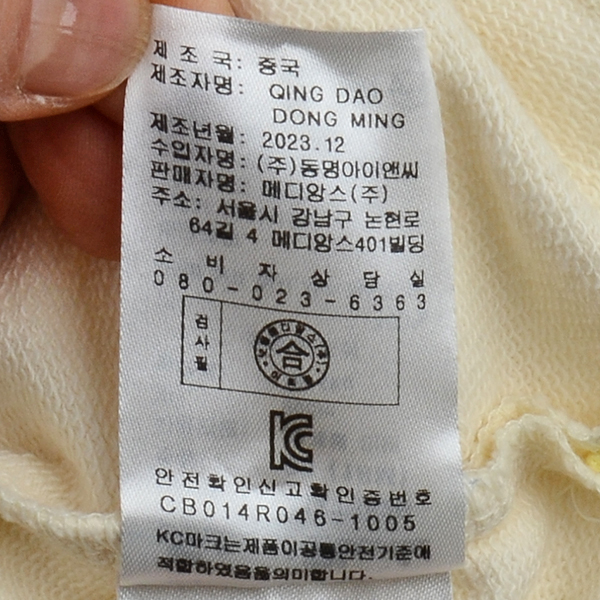 제 조 국: 중국
제조자명: QING DAO
DONG MING
제조년월: 2023.12
수입자명: (주)동명아이앤씨
판매자명: 메디앙스(주)
주소: 서울시 강남구 논현로
64길 4 메디앙스401빌딩
소 비 자 상 담 실
080-023-6363
검사필
合
안전확인신고확인증번호
CB014R046-1005
KC마크는제품이공통안전기준에
적합하였음을의미합니다.